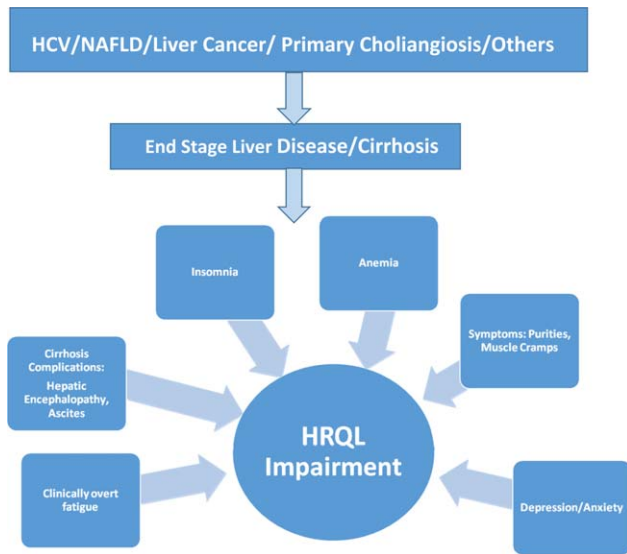 HCV/NAFLD/Liver Cancer/ Primary Choliangiosis/Others
End Stage Liver Disease/Cirrhosis
Insomnia
Anemia
Symptoms: Purities,
Muscle Cramps
Cirrhosis
Complications:
Hepatic
Encephalopathy,
Ascites
HRQL
Impairment
Clinically overt
fatigue
Depression/Anxiety